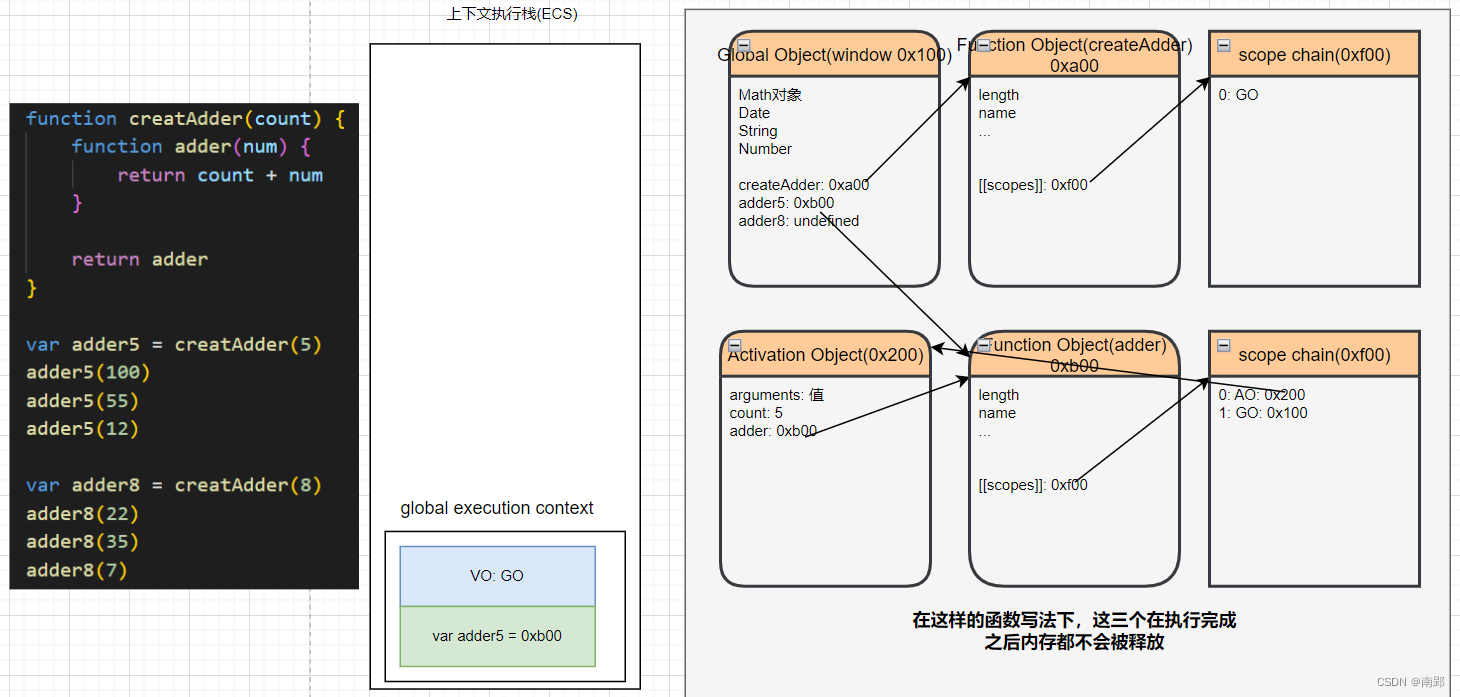 上下文执行栈(ECS)
function creatAdder(count) {
function adder(num) {
return count + num
}
return adder
}
var adder5 = creatAdder(5)
adder5(100)
adder5(55)
adder5(12)
var adder8 = creatAdder(8)
adder8(22)
adder8(35)
adder8(7)
global execution context
VO: GO
var adder5 = 0xb00
Global Object(window 0x100)
Math对象
Date
String
Number
createAdder: 0xa00
adder5: 0xb00
adder8: undefined
Function Object(createAdder)
0xa00
length
name
...
[[scopes]]: 0xf00
scope chain(0xf00)
0: GO
Activation Object(0x200)
arguments: 值
count: 5
adder: 0xb00
Function Object(adder)
0xb00
length
name
...
[[scopes]]: 0xf00
scope chain(0xf00)
0: AO: 0x200
1: GO: 0x100
在这样的函数写法下，这三个在执行完成
之后内存都不会被释放
CSDN @南郢